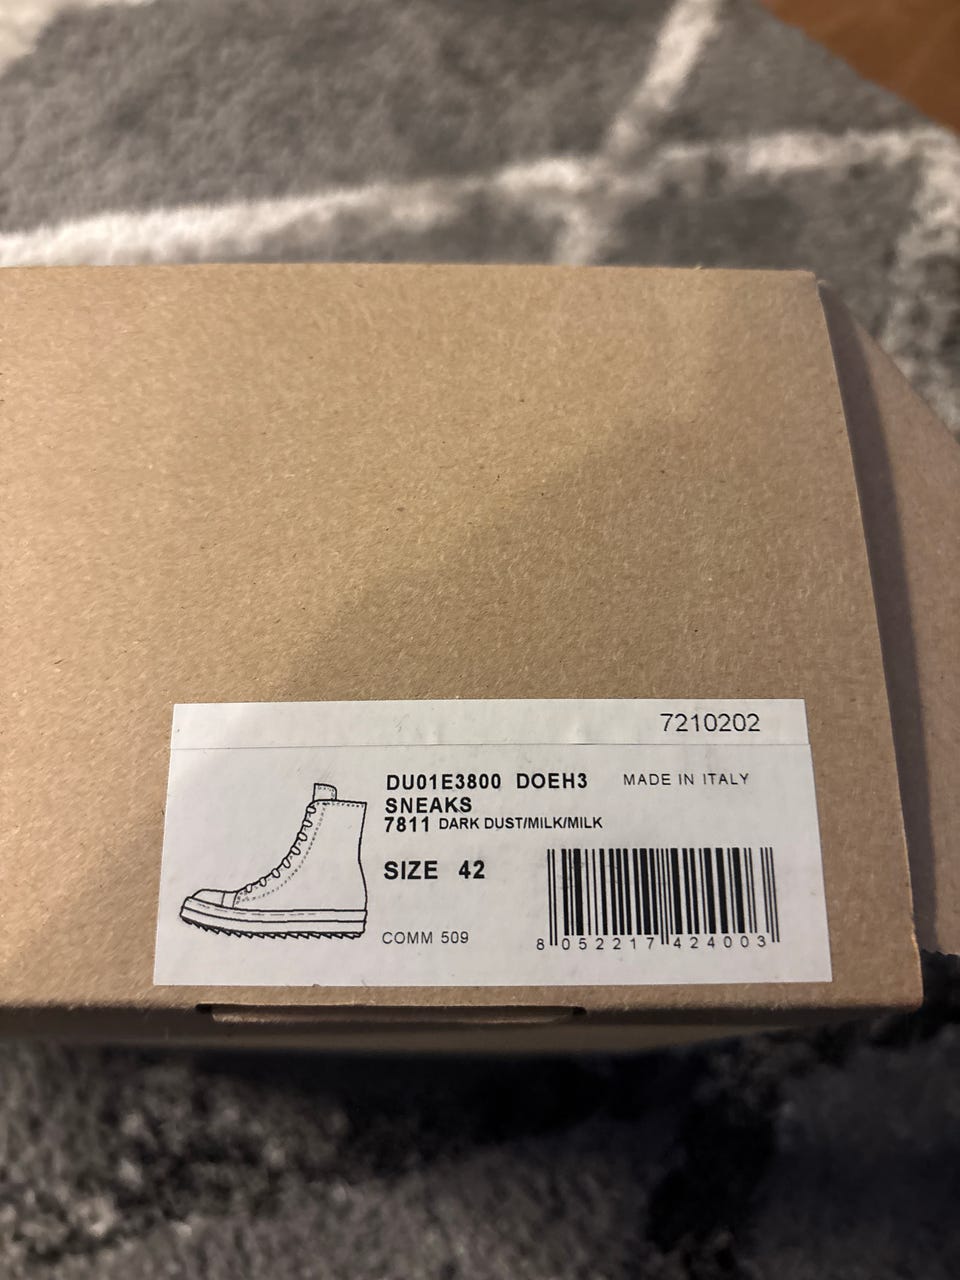 7210202
DU01E3800 DOEH3 MADE IN ITALY
SNEAKS
7811 DARK DUST/MILK/MILK
SIZE 42
COMM 509
8 052217 424003